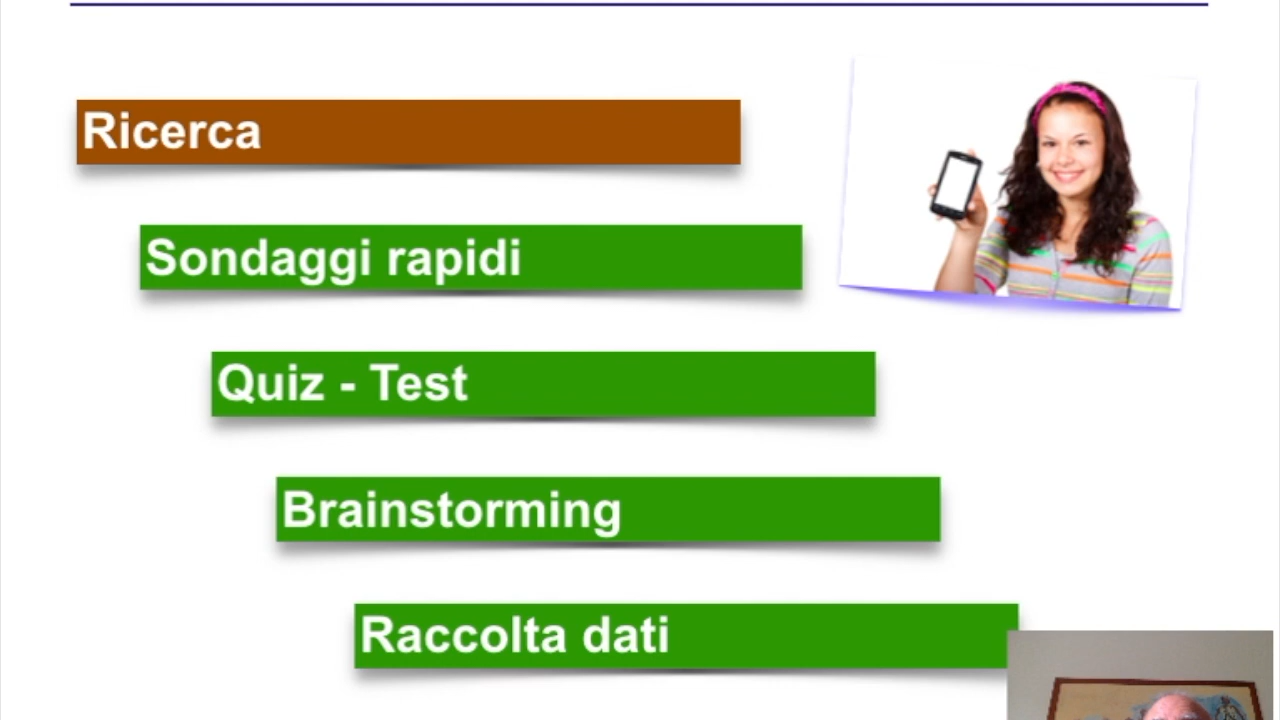 Ricerca
Sondaggi rapidi
Quiz - Test
Brainstorming
Raccolta dati